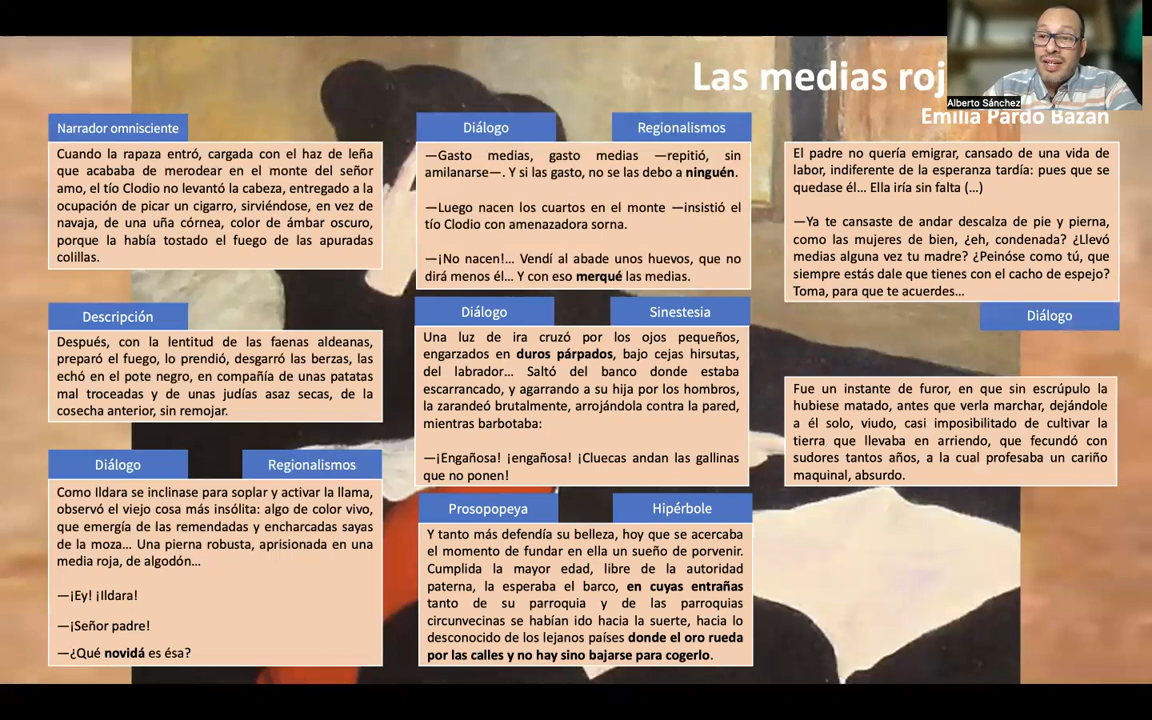 Alberto Sánchez
Las medias roj
Emilia Pardo Bazán
Narrador omnisciente
Cuando la rapaza entró, cargada con el haz de leña
que acababa de merodear en el monte del señor
amo, el tío Clodio no levantó la cabeza, entregado a la
ocupación de picar un cigarro, sirviéndose, en vez de
navaja, de una uña córnea, color de ámbar oscuro,
porque la había tostado el fuego de las apuradas
colillas.
Descripción
Después, con la lentitud de las faenas aldeanas,
preparó el fuego, lo prendió, desgarró las berzas, las
echó en el pote negro, en compañía de unas patatas
mal troceadas y de unas judías asaz secas, de la
cosecha anterior, sin remojar.
Diálogo
Regionalismos
Como Ildara se inclinase para soplar y activar la llama,
observó el viejo cosa más insólita: algo de color vivo,
que emergía de las remendadas y encharcadas sayas
de la moza… Una pierna robusta, aprisionada en una
media roja, de algodón…
—¡Ey! ¡Ildara!
—¡Señor padre!
—¿Qué novidá es ésa?
Diálogo
Regionalismos
—Gasto medias, gasto medias —repitió, sin
amilanarse—. Y si las gasto, no se las debo a ninguén.
—Luego nacen los cuartos en el monte —insistió el
tío Clodio con amenazadora sorna.
—¡No nacen!… Vendí al abade unos huevos, que no
dirá menos él… Y con eso merqué las medias.
Diálogo
Sinestesia
Una luz de ira cruzó por los ojos pequeños,
engarzados en duros párpados, bajo cejas hirsutas,
del labrador… Saltó del banco donde estaba
escarrancado, y agarrando a su hija por los hombros,
la zarandeó brutalmente, arrojándola contra la pared,
mientras barbotaba:
—¡Engañosa! ¡engañosa! ¡Cluecas andan las gallinas
que no ponen!
Prosopopeya
Hipérbole
Y tanto más defendía su belleza, hoy que se acercaba
el momento de fundar en ella un sueño de porvenir.
Cumplida la mayor edad, libre de la autoridad
paterna, la esperaba el barco, en cuyas entrañas
tanto de su parroquia y de las parroquias
circunvecinas se habían ido hacia la suerte, hacia lo
desconocido de los lejanos países donde el oro rueda
por las calles y no hay sino bajarse para cogerlo.
El padre no quería emigrar, cansado de una vida de
labor, indiferente de la esperanza tardía: pues que se
quedase él… Ella iría sin falta (…)
—Ya te cansaste de andar descalza de pie y pierna,
como las mujeres de bien, ¿eh, condenada? ¿Llevó
medias alguna vez tu madre? ¿Peinóse como tú, que
siempre estás dale que tienes con el cacho de espejo?
Toma, para que te acuerdes…
Diálogo
Fue un instante de furor, en que sin escrúpulo la
hubiese matado, antes que verla marchar, dejándole
a él solo, viudo, casi imposibilitado de cultivar la
tierra que llevaba en arriendo, que fecundó con
sudores tantos años, a la cual profesaba un cariño
maquinal, absurdo.